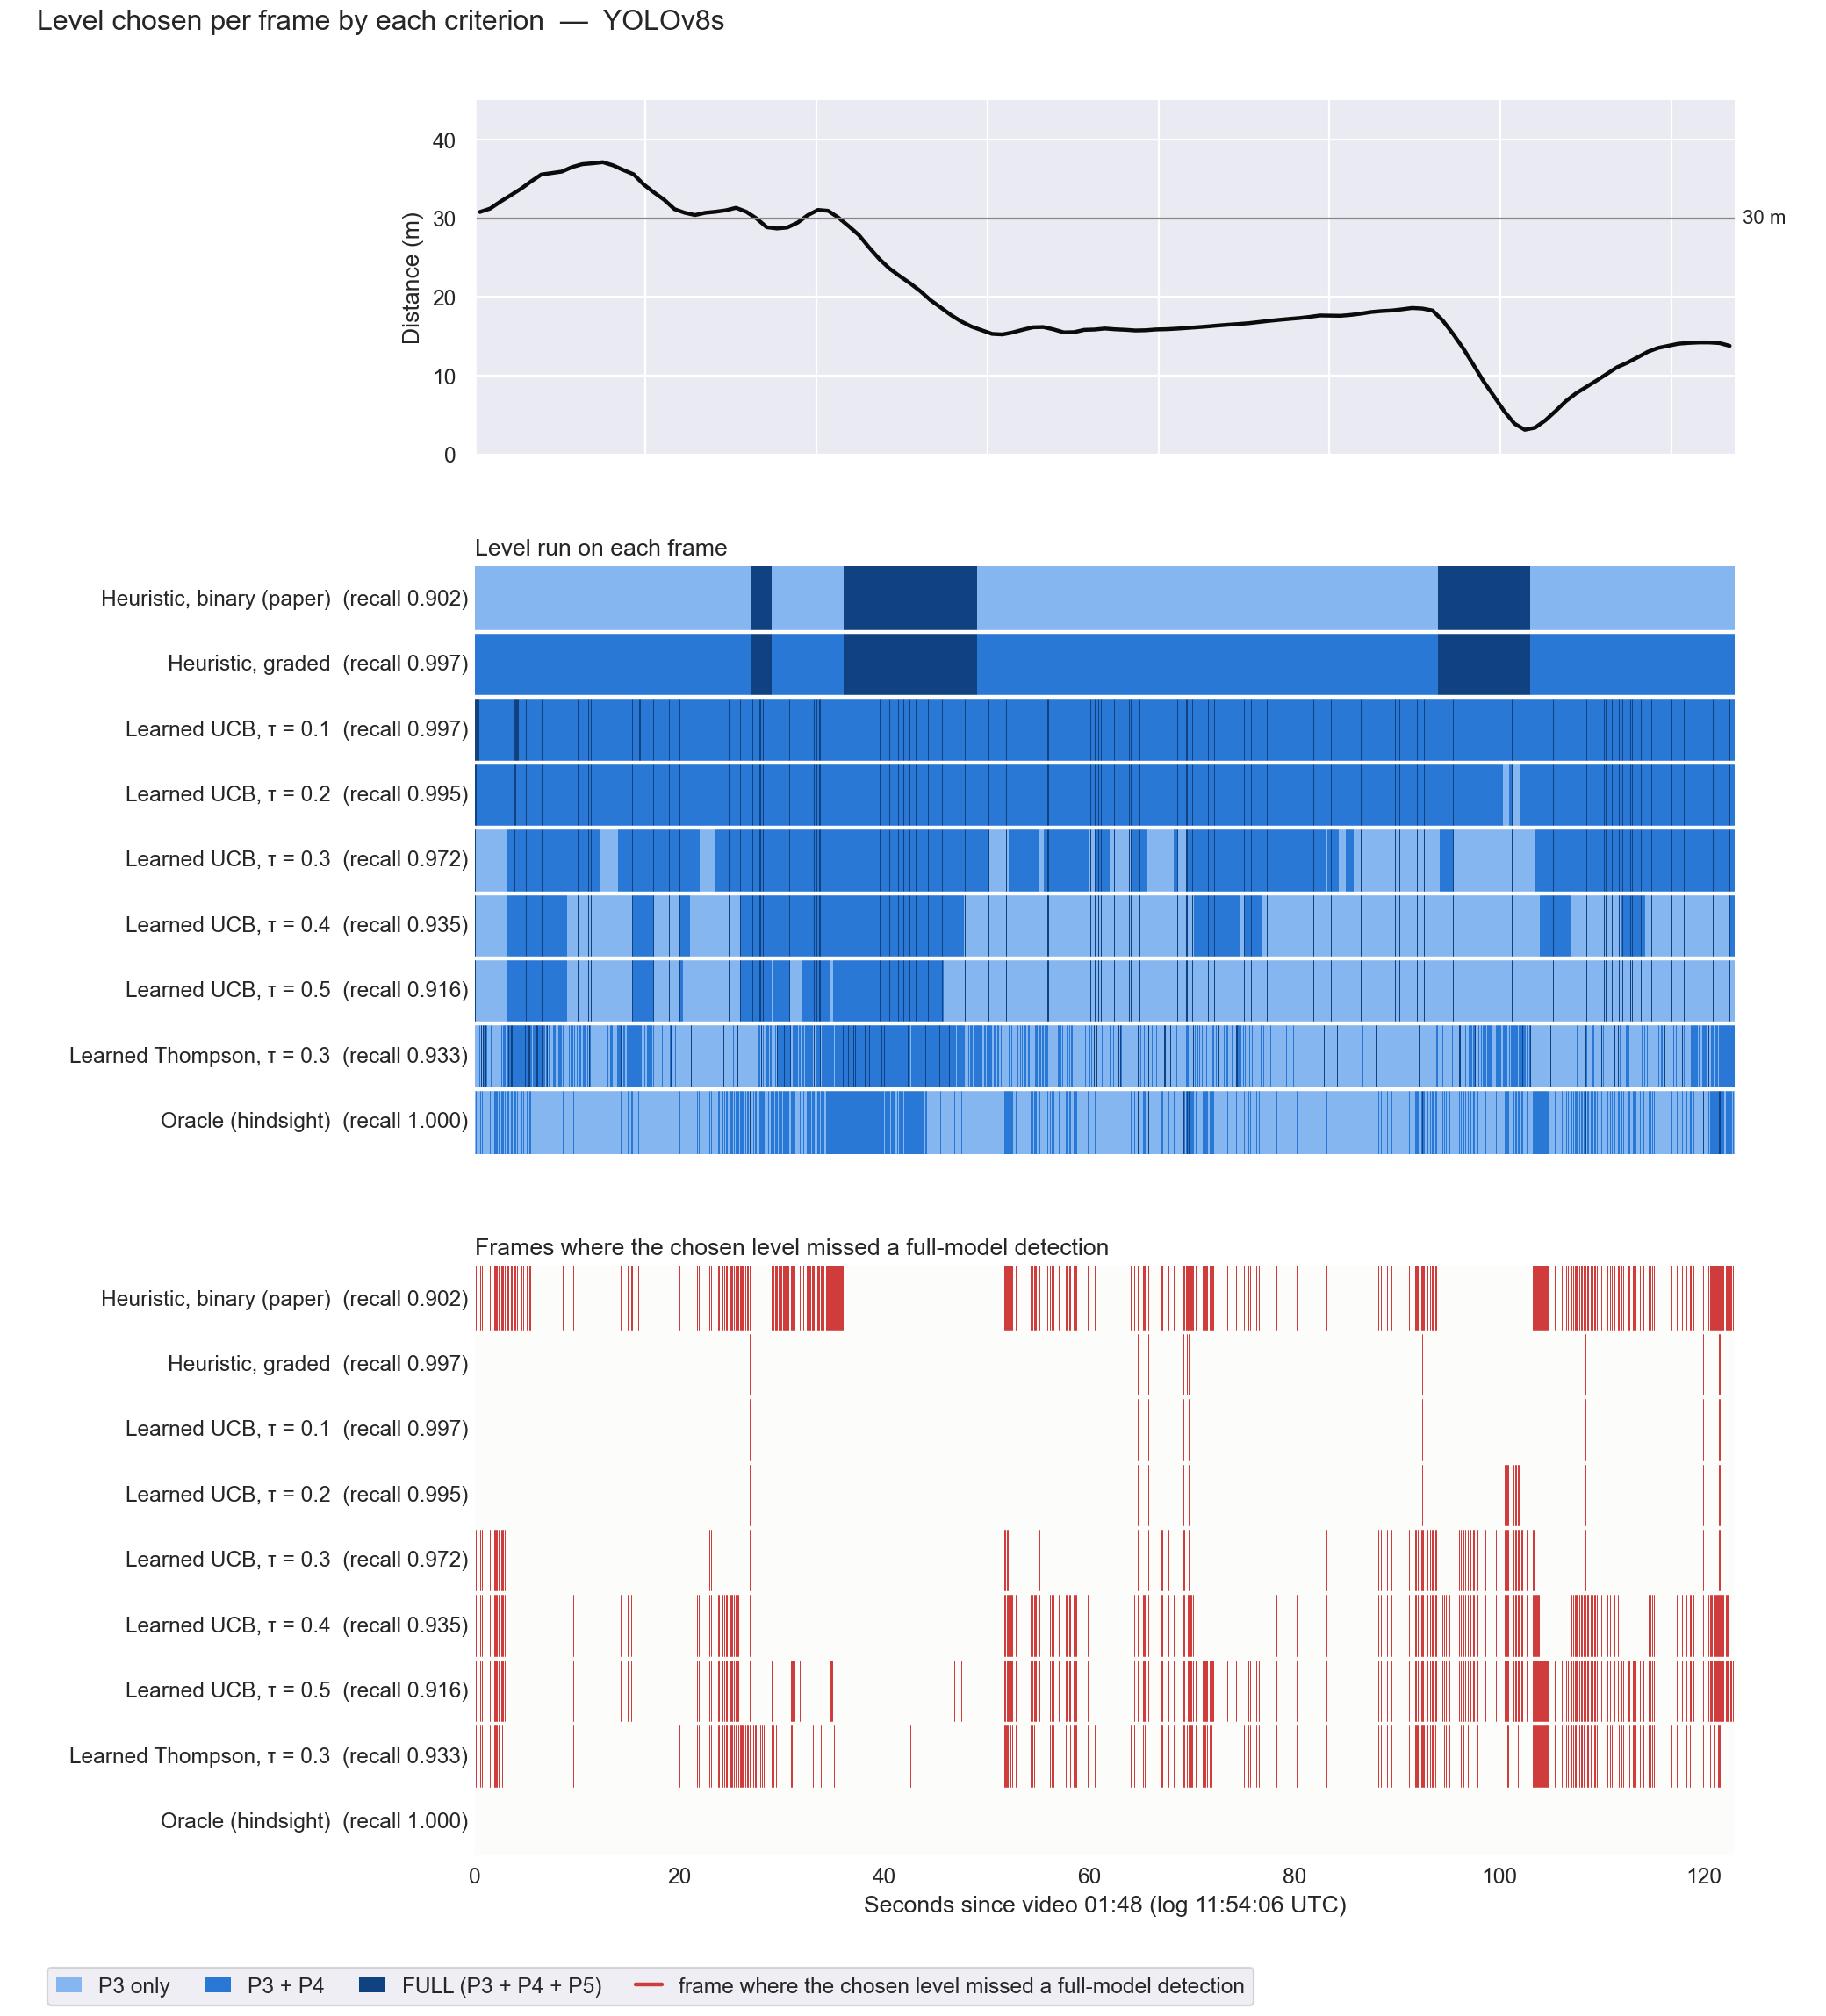 Level chosen per frame by each criterion — YOLOv8s
40
30
20
10
0
Distance (m)
30 m
Level run on each frame
Heuristic, binary (paper) (recall 0.902)
Heuristic, graded (recall 0.997)
Learned UCB, τ = 0.1 (recall 0.997)
Learned UCB, τ = 0.2 (recall 0.995)
Learned UCB, τ = 0.3 (recall 0.972)
Learned UCB, τ = 0.4 (recall 0.935)
Learned UCB, τ = 0.5 (recall 0.916)
Learned Thompson, τ = 0.3 (recall 0.933)
Oracle (hindsight) (recall 1.000)
Frames where the chosen level missed a full-model detection
Heuristic, binary (paper) (recall 0.902)
Heuristic, graded (recall 0.997)
Learned UCB, τ = 0.1 (recall 0.997)
Learned UCB, τ = 0.2 (recall 0.995)
Learned UCB, τ = 0.3 (recall 0.972)
Learned UCB, τ = 0.4 (recall 0.935)
Learned UCB, τ = 0.5 (recall 0.916)
Learned Thompson, τ = 0.3 (recall 0.933)
Oracle (hindsight) (recall 1.000)
0 20 40 60 80 100 120
Seconds since video 01:48 (log 11:54:06 UTC)
P3 only P3 + P4 FULL (P3 + P4 + P5) frame where the chosen level missed a full-model detection